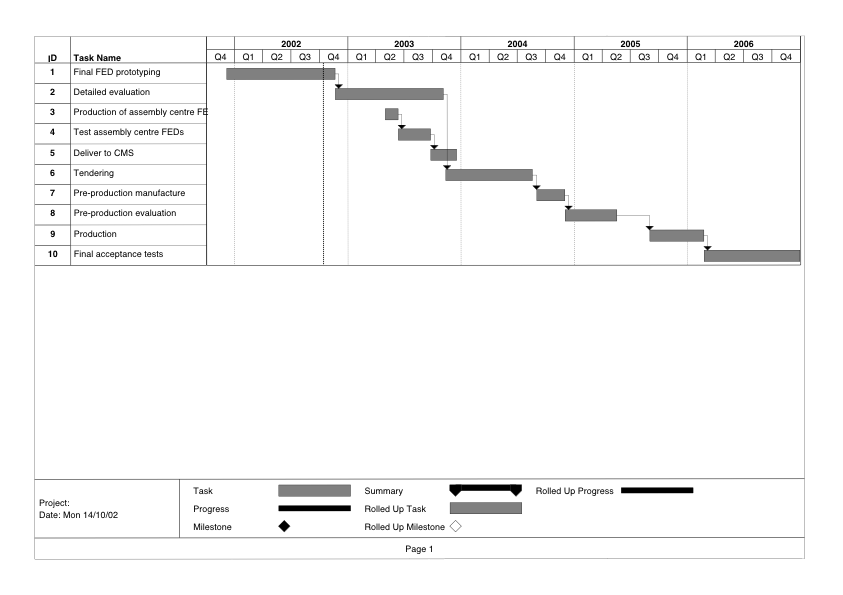 2002 2003 2004 2005 2006
ID Task Name Q4 Q1 Q2 Q3 Q4 Q1 Q2 Q3 Q4 Q1 Q2 Q3 Q4 Q1 Q2 Q3 Q4 Q1 Q2 Q3 Q4
1 Final FED prototyping
2 Detailed evaluation
3 Production of assembly centre FE
4 Test assembly centre FEDs
5 Deliver to CMS
6 Tendering
7 Pre-production manufacture
8 Pre-production evaluation
9 Production
10 Final acceptance tests
Project:
Date: Mon 14/10/02
Task Summary Rolled Up Progress
Progress Rolled Up Task
Milestone Rolled Up Milestone
Page 1